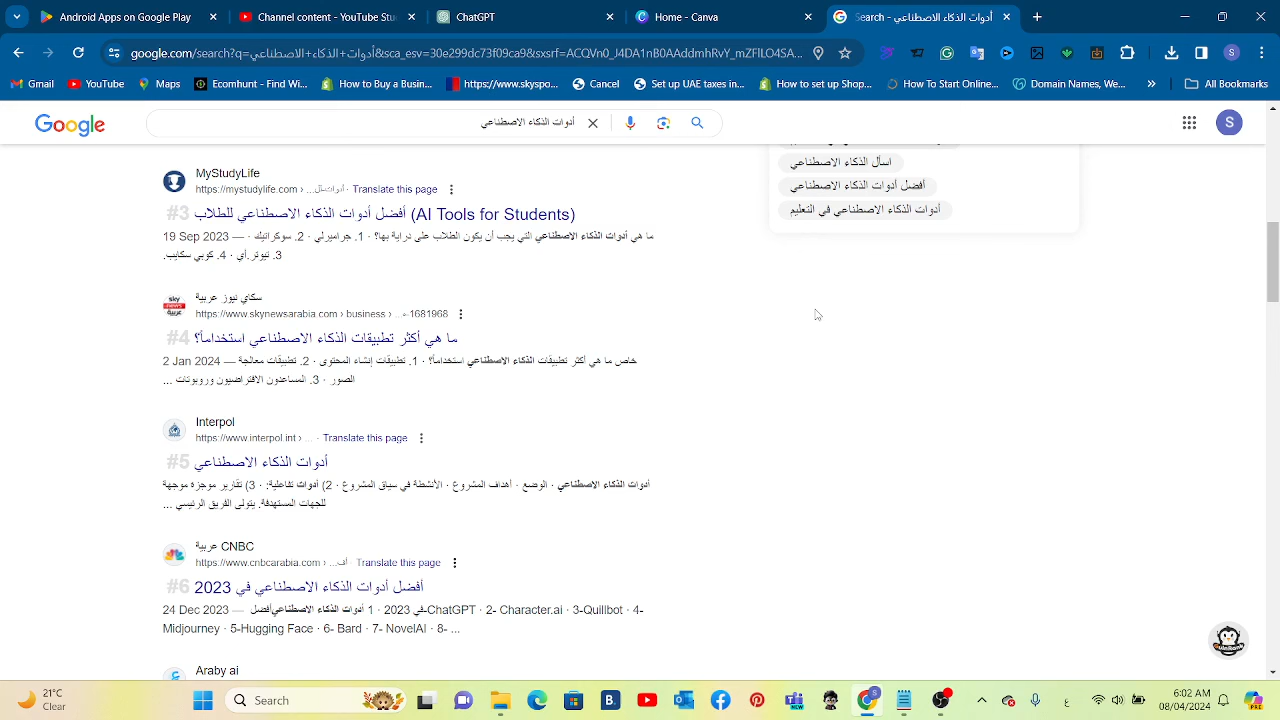 Android Apps on Google Play
Channel content - YouTube Stu
ChatGPT
Home - Canva
Search - أدوات الذكاء الاصطناعي
google.com/search?q=أدوات+الذكاء+الاصطناعي&sca_esv=30e299dc73f09ca9&sxsrf=ACQVn0_J4DA1nB0AAddmhRvY_mZFILO4SA...
S
Gmail
YouTube
Maps
Ecomhunt - Find Wi...
How to Buy a Busin...
https://www.skyspo...
Cancel
Set up UAE taxes in...
How to set up Shop...
How To Start Online...
Domain Names, We...
All Bookmarks
Google
أدوات الذكاء الاصطناعي
S
اسأل الذكاء الاصطناعي
أفضل أدوات الذكاء الاصطناعي
أدوات الذكاء الاصطناعي في التعليم
MyStudyLife
https://mystudylife.com › ... · Translate this page
#3 أفضل أدوات الذكاء الاصطناعي للطلاب (AI Tools for Students)
19 Sep 2023 — ما هي أدوات الذكاء الاصطناعي التي يجب أن يكون الطلاب على دراية بها؟ · 1. جراميرلي · 2. سوكراتيك ·
3. تيوتر.أي · 4. كوبي سكايب.
سكاي نيوز عربية
sky news عربية
https://www.skynewsarabia.com › business › 1681968-...
#4 ما هي أكثر تطبيقات الذكاء الاصطناعي استخداماً؟
2 Jan 2024 — خاص ما هي أكثر تطبيقات الذكاء الاصطناعي استخداماً؟ · 1. تطبيقات إنشاء المحتوى · 2. تطبيقات معالجة
الصور · 3. المساعدون الافتراضيون وروبوتات ...
Interpol
https://www.interpol.int › ... · Translate this page
#5 أدوات الذكاء الاصطناعي
أدوات الذكاء الاصطناعي · الوضع · أهداف المشروع · الأنشطة في سياق المشروع · 2) أدوات تفاعلية: · 3) تقارير موجزة موجهة
للجهات المستهدفة. يتولى الفريق الرئيسي ...
CNBC عربية
https://www.cnbcarabia.com › ...أف · Translate this page
#6 أفضل أدوات الذكاء الاصطناعي في 2023
24 Dec 2023 — أفضل أدوات الذكاء الاصطناعي في 2023 · 1-ChatGPT · 2- Character.ai · 3-Quillbot · 4-
Midjourney · 5-Hugging Face · 6- Bard · 7- NovelAI · 8- ...
Araby ai
21°C
Clear
Search
B.
NEW
S
ع
6:02 AM
08/04/2024
PRE